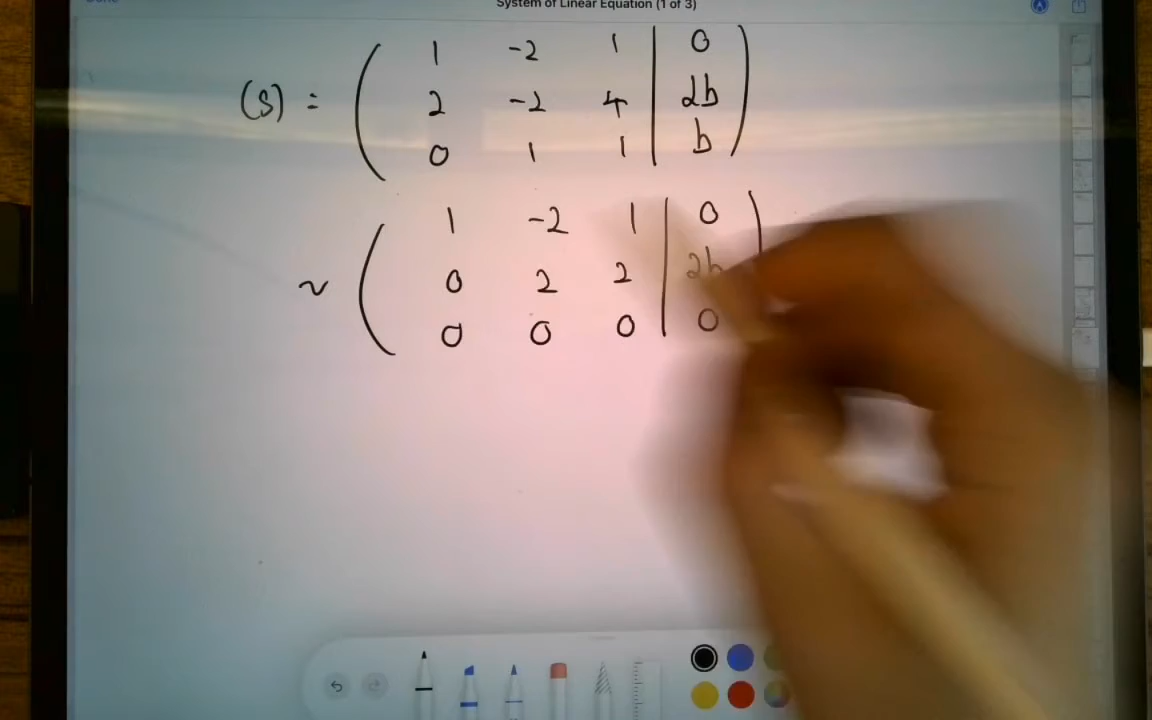 System of Linear Equation (1 of 3)
(S) : ( 1 -2 1 | 0 )
2 -2 4 | 2b
0 1 1 | b
~ ( 1 -2 1 | 0 )
0 2 2 | 2b
0 0 0 | 0